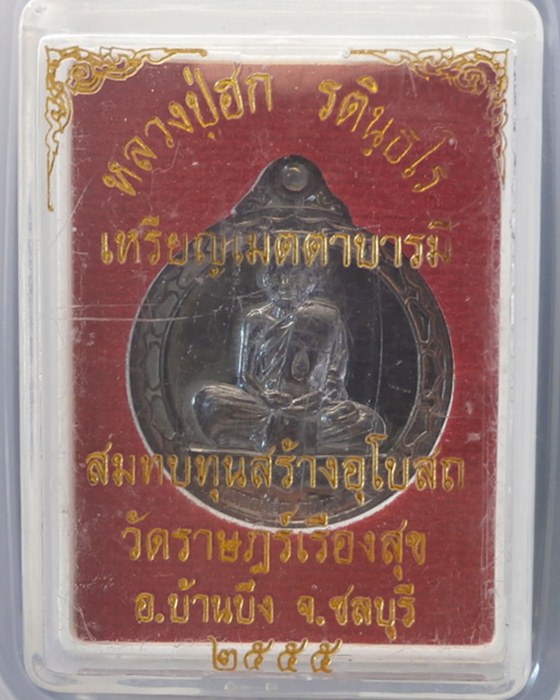 หลวงปู่ฮก รตินฺธโร
เหรียญเมตตาบารมี
สมทบทุนสร้างอุโบสถ
วัดราษฎร์เรืองสุข
อ.บ้านบึง จ.ชลบุรี
๒๕๕๕